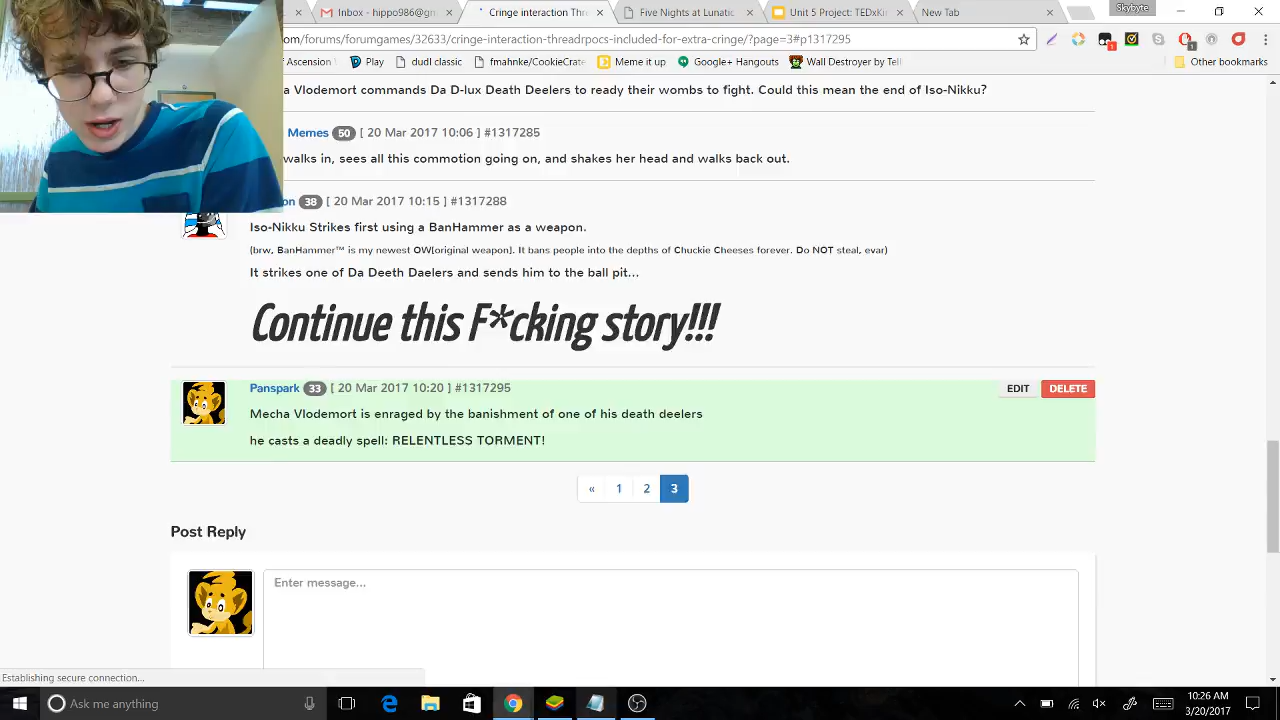 Skybyte
Inbox - hippo986@gm
Cringe interaction Thre
Five Nights at Lunatic
Unit 5 Project: TEDxKi
New Tab
com/forums/forumgames/32633/cringe-interaction-threadrpocs-included-for-extra-cringe/?page=3#p1317295
Ascension
Play
dudl classic
fmahnke/CookieCrate
Meme it up
Google+ Hangouts
Wall Destroyer by Tell
Other bookmarks
a Vlodemort commands Da D-lux Death Deelers to ready their wombs to fight. Could this mean the end of Iso-Nikku?
Memes 50 [ 20 Mar 2017 10:06 ] #1317285
walks in, sees all this commotion going on, and shakes her head and walks back out.
on 38 [ 20 Mar 2017 10:15 ] #1317288
Iso-Nikku Strikes first using a BanHammer as a weapon.
(brw, BanHammer™ is my newest OW[original weapon]. It bans people into the depths of Chuckie Cheeses forever. Do NOT steal, evar)
It strikes one of Da Deeth Daelers and sends him to the ball pit...
Continue this F*cking story!!!
Panspark 33 [ 20 Mar 2017 10:20 ] #1317295
EDIT DELETE
Mecha Vlodemort is enraged by the banishment of one of his death deelers
he casts a deadly spell: RELENTLESS TORMENT!
« 1 2 3
Post Reply
Enter message...
Establishing secure connection...
Ask me anything
10:26 AM
3/20/2017